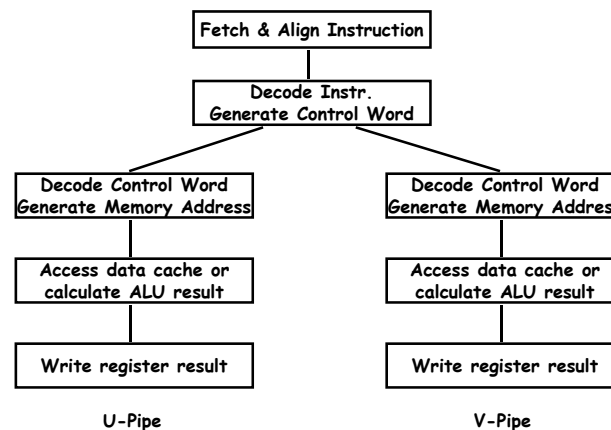 Fetch & Align Instruction
Decode Instr.
Generate Control Word
Decode Control Word
Generate Memory Address
Access data cache or
calculate ALU result
Write register result
U-Pipe
Decode Control Word
Generate Memory Addres
Access data cache or
calculate ALU result
Write register result
V-Pipe